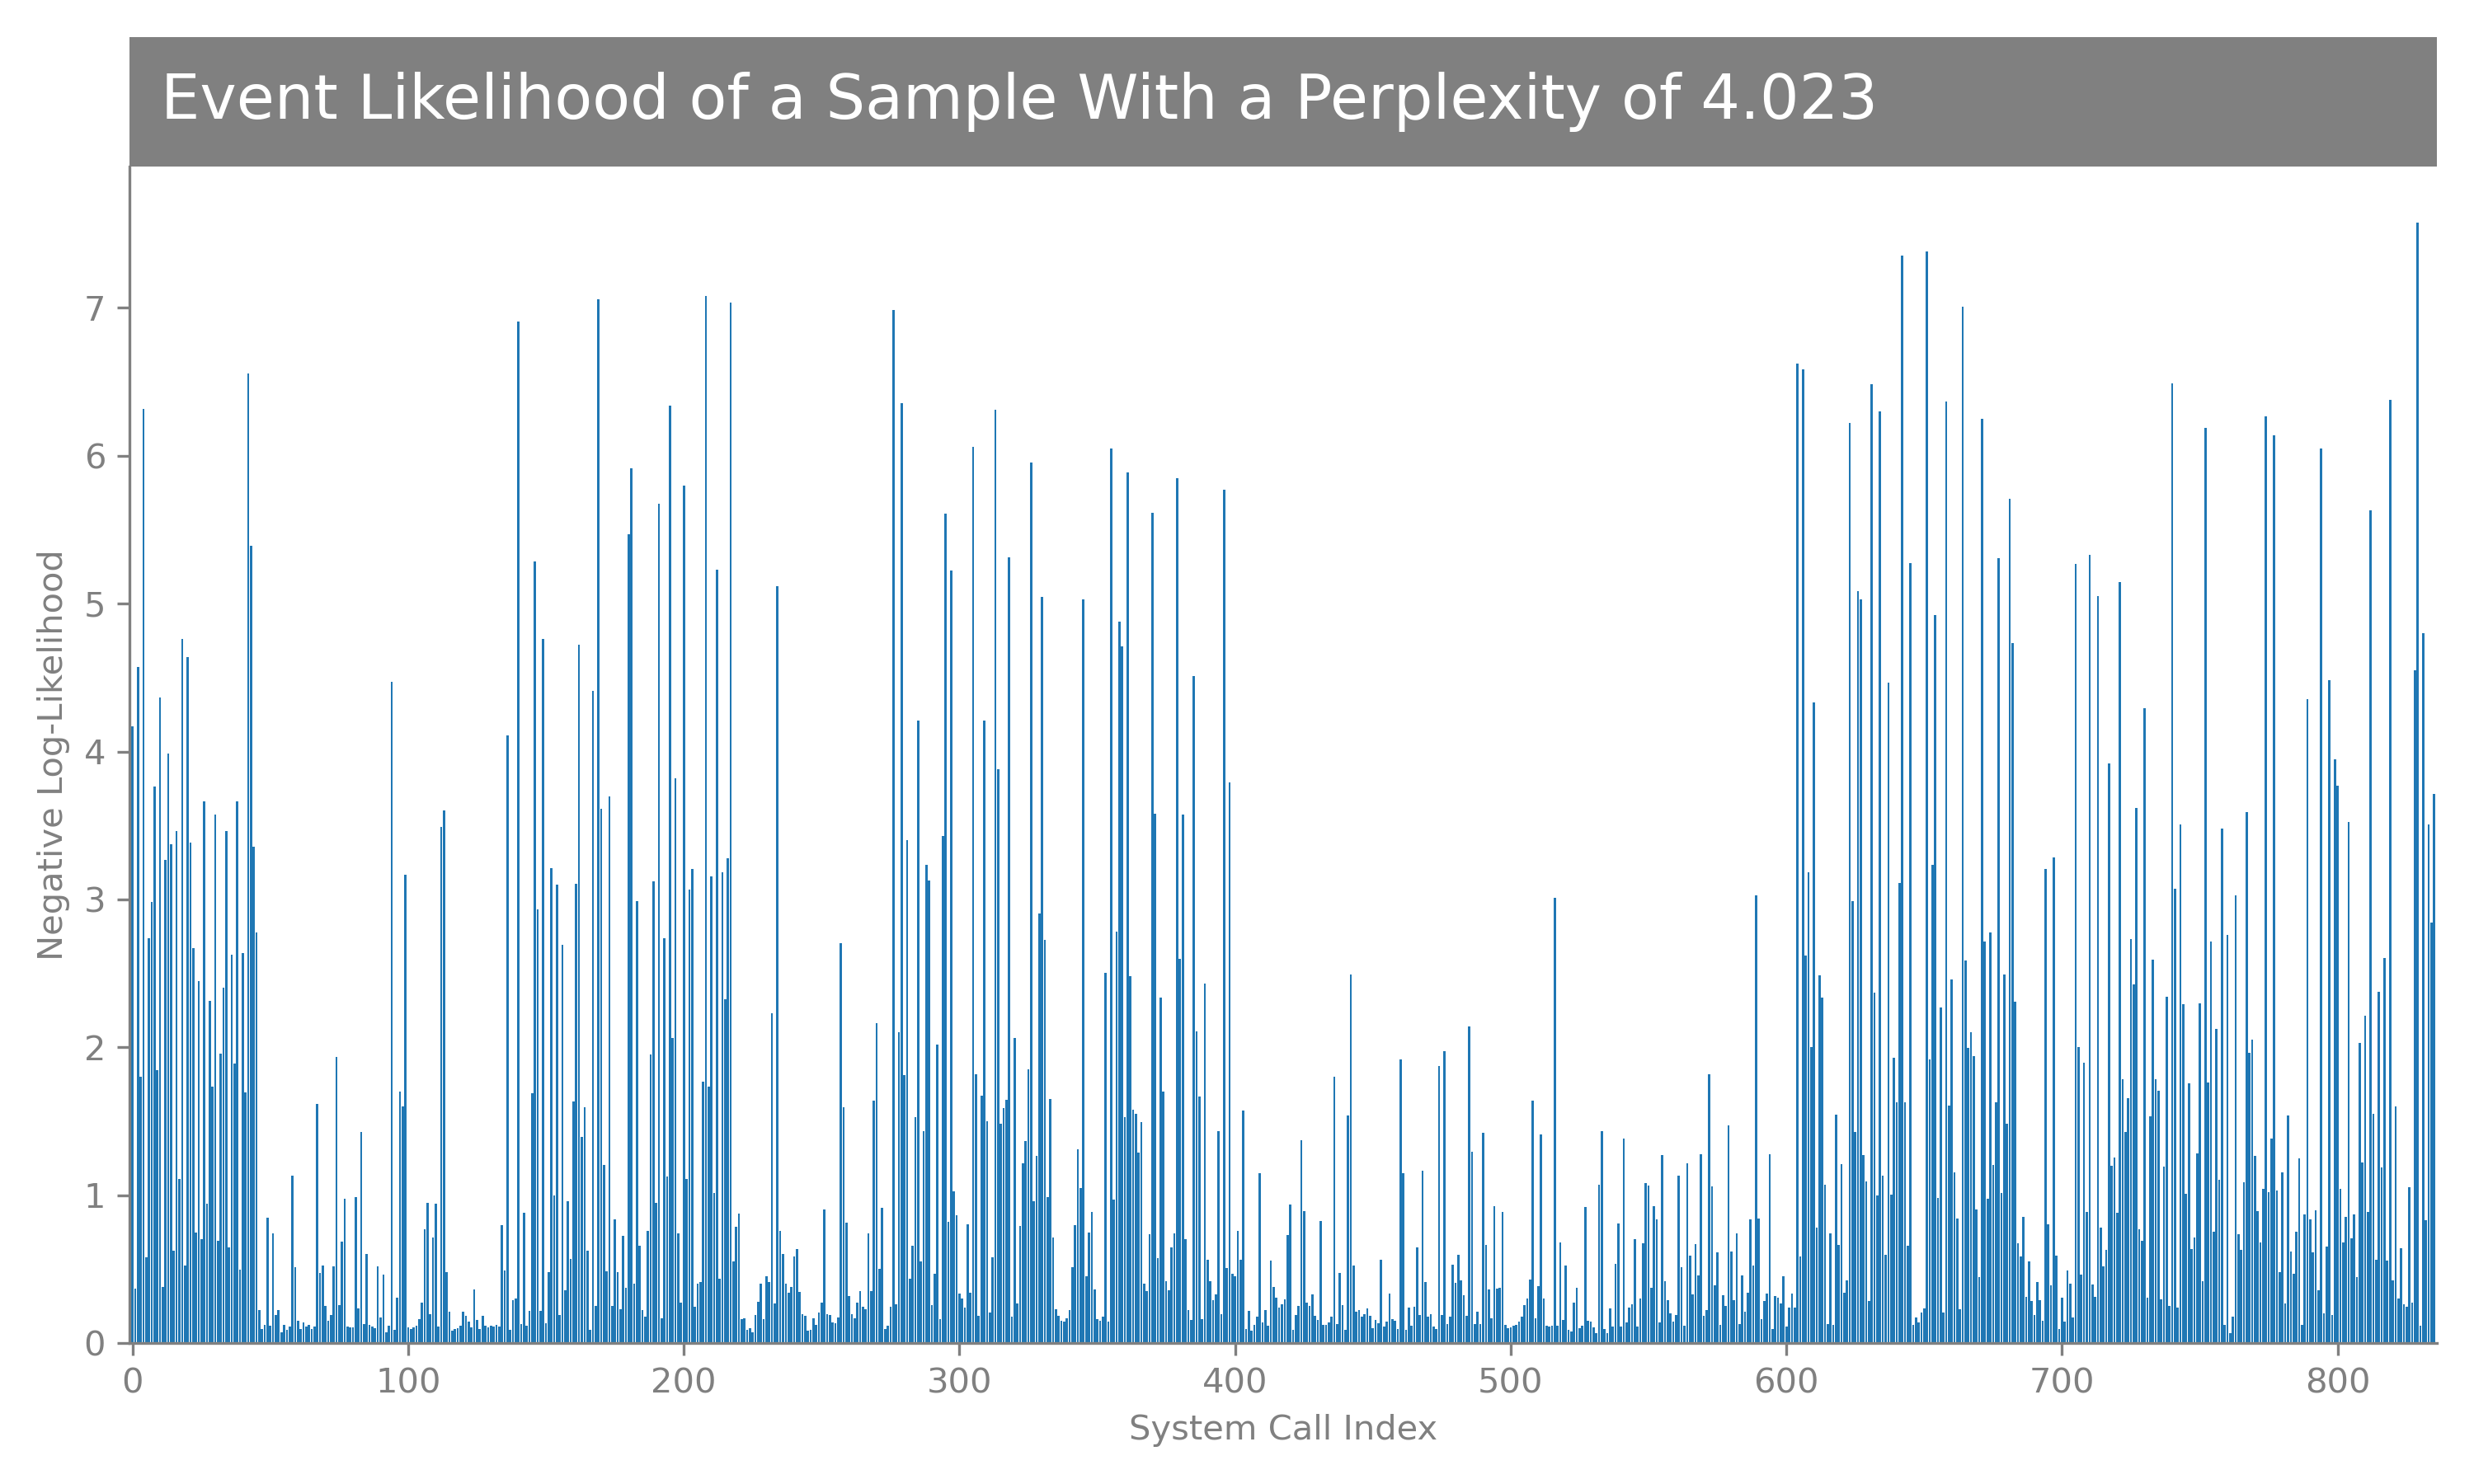 Event Likelihood of a Sample With a Perplexity of 4.023
Negative Log-Likelihood
7
6
5
4
3
2
1
0
0 100 200 300 400 500 600 700 800
System Call Index